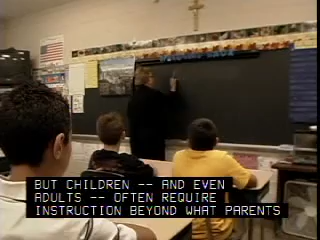 BUT CHILDREN -- AND EVEN
ADULTS -- OFTEN REQUIRE
INSTRUCTION BEYOND WHAT PARENTS